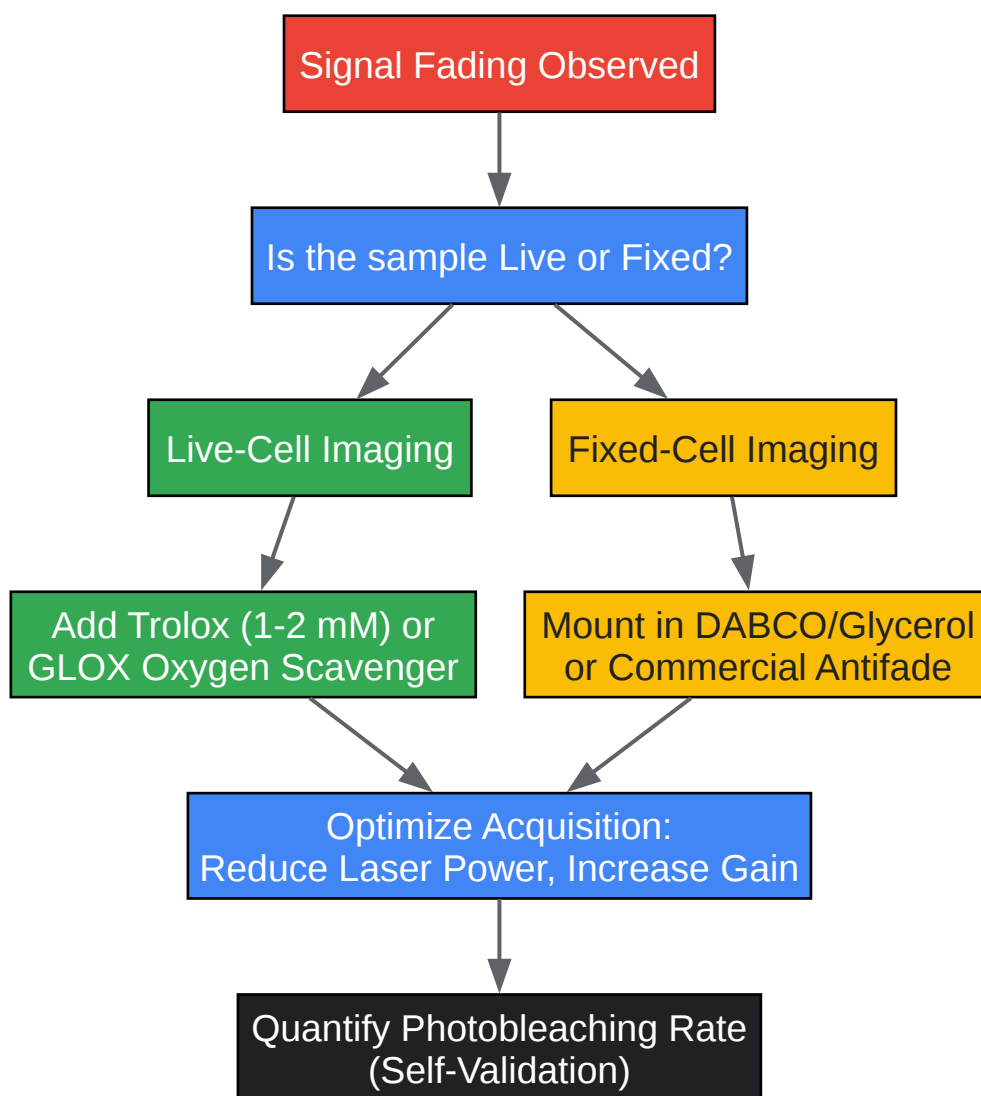 Signal Fading Observed
Is the sample Live or Fixed?
Live-Cell Imaging
Fixed-Cell Imaging
Add Trolox (1-2 mM) or
GLOX Oxygen Scavenger
Mount in DABCO/Glycerol
or Commercial Antifade
Optimize Acquisition:
Reduce Laser Power, Increase Gain
Quantify Photobleaching Rate
(Self-Validation)